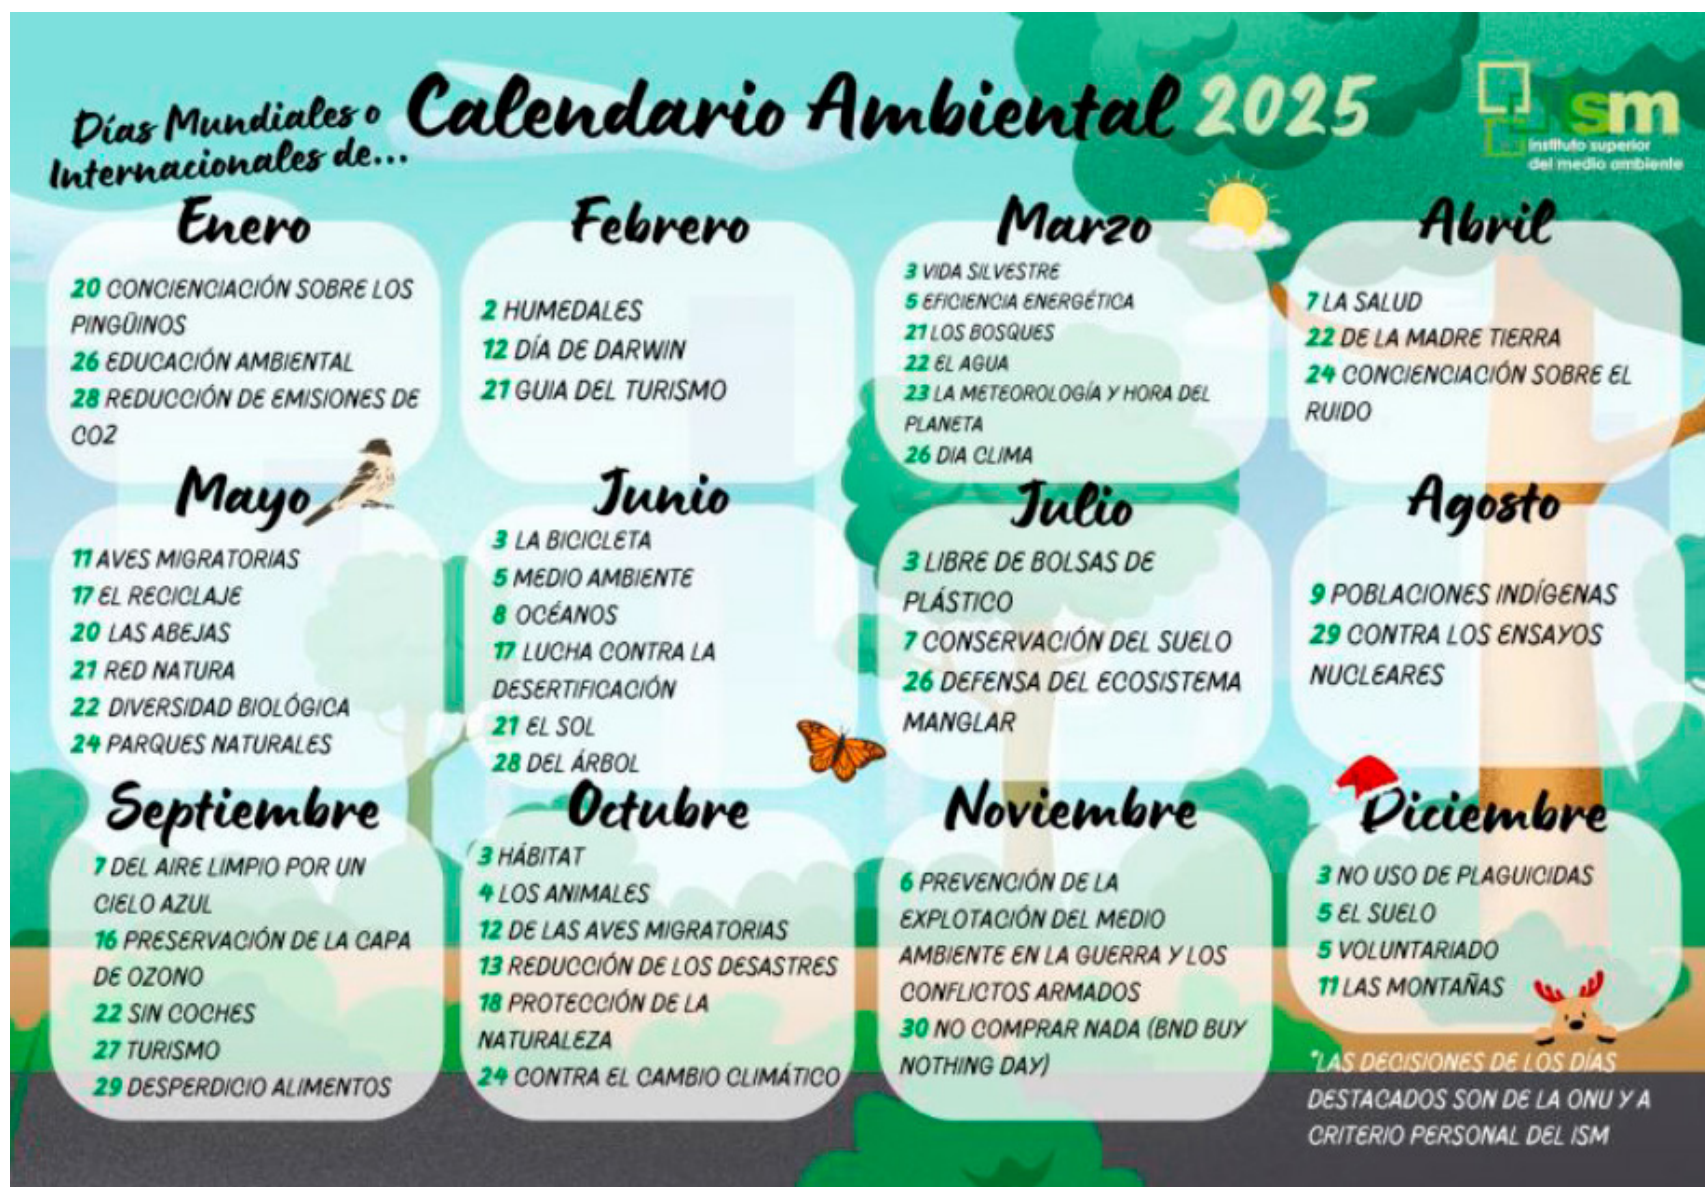 Días Mundiales o
Internacionales de...
Calendario Ambiental 2025
ism
instituto superior
del medio ambiente
Enero
20 CONCIENCIACIÓN SOBRE LOS
PINGÜINOS
26 EDUCACIÓN AMBIENTAL
28 REDUCCIÓN DE EMISIONES DE
CO2
Febrero
2 HUMEDALES
12 DÍA DE DARWIN
21 GUIA DEL TURISMO
Marzo
3 VIDA SILVESTRE
5 EFICIENCIA ENERGÉTICA
21 LOS BOSQUES
22 EL AGUA
23 LA METEOROLOGÍA Y HORA DEL
PLANETA
26 DIA CLIMA
Abril
7 LA SALUD
22 DE LA MADRE TIERRA
24 CONCIENCIACIÓN SOBRE EL
RUIDO
Mayo
11 AVES MIGRATORIAS
17 EL RECICLAJE
20 LAS ABEJAS
21 RED NATURA
22 DIVERSIDAD BIOLÓGICA
24 PARQUES NATURALES
Junio
3 LA BICICLETA
5 MEDIO AMBIENTE
8 OCÉANOS
17 LUCHA CONTRA LA
DESERTIFICACIÓN
21 EL SOL
28 DEL ÁRBOL
Julio
3 LIBRE DE BOLSAS DE
PLÁSTICO
7 CONSERVACIÓN DEL SUELO
26 DEFENSA DEL ECOSISTEMA
MANGLAR
Agosto
9 POBLACIONES INDÍGENAS
29 CONTRA LOS ENSAYOS
NUCLEARES
Septiembre
7 DEL AIRE LIMPIO POR UN
CIELO AZUL
16 PRESERVACIÓN DE LA CAPA
DE OZONO
22 SIN COCHES
27 TURISMO
29 DESPERDICIO ALIMENTOS
Octubre
3 HÁBITAT
4 LOS ANIMALES
12 DE LAS AVES MIGRATORIAS
13 REDUCCIÓN DE LOS DESASTRES
18 PROTECCIÓN DE LA
NATURALEZA
24 CONTRA EL CAMBIO CLIMÁTICO
Noviembre
6 PREVENCIÓN DE LA
EXPLOTACIÓN DEL MEDIO
AMBIENTE EN LA GUERRA Y LOS
CONFLICTOS ARMADOS
30 NO COMPRAR NADA (BND BUY
NOTHING DAY)
Diciembre
3 NO USO DE PLAGUICIDAS
5 EL SUELO
5 VOLUNTARIADO
11 LAS MONTAÑAS
*LAS DECISIONES DE LOS DÍAS
DESTACADOS SON DE LA ONU Y A
CRITERIO PERSONAL DEL ISM